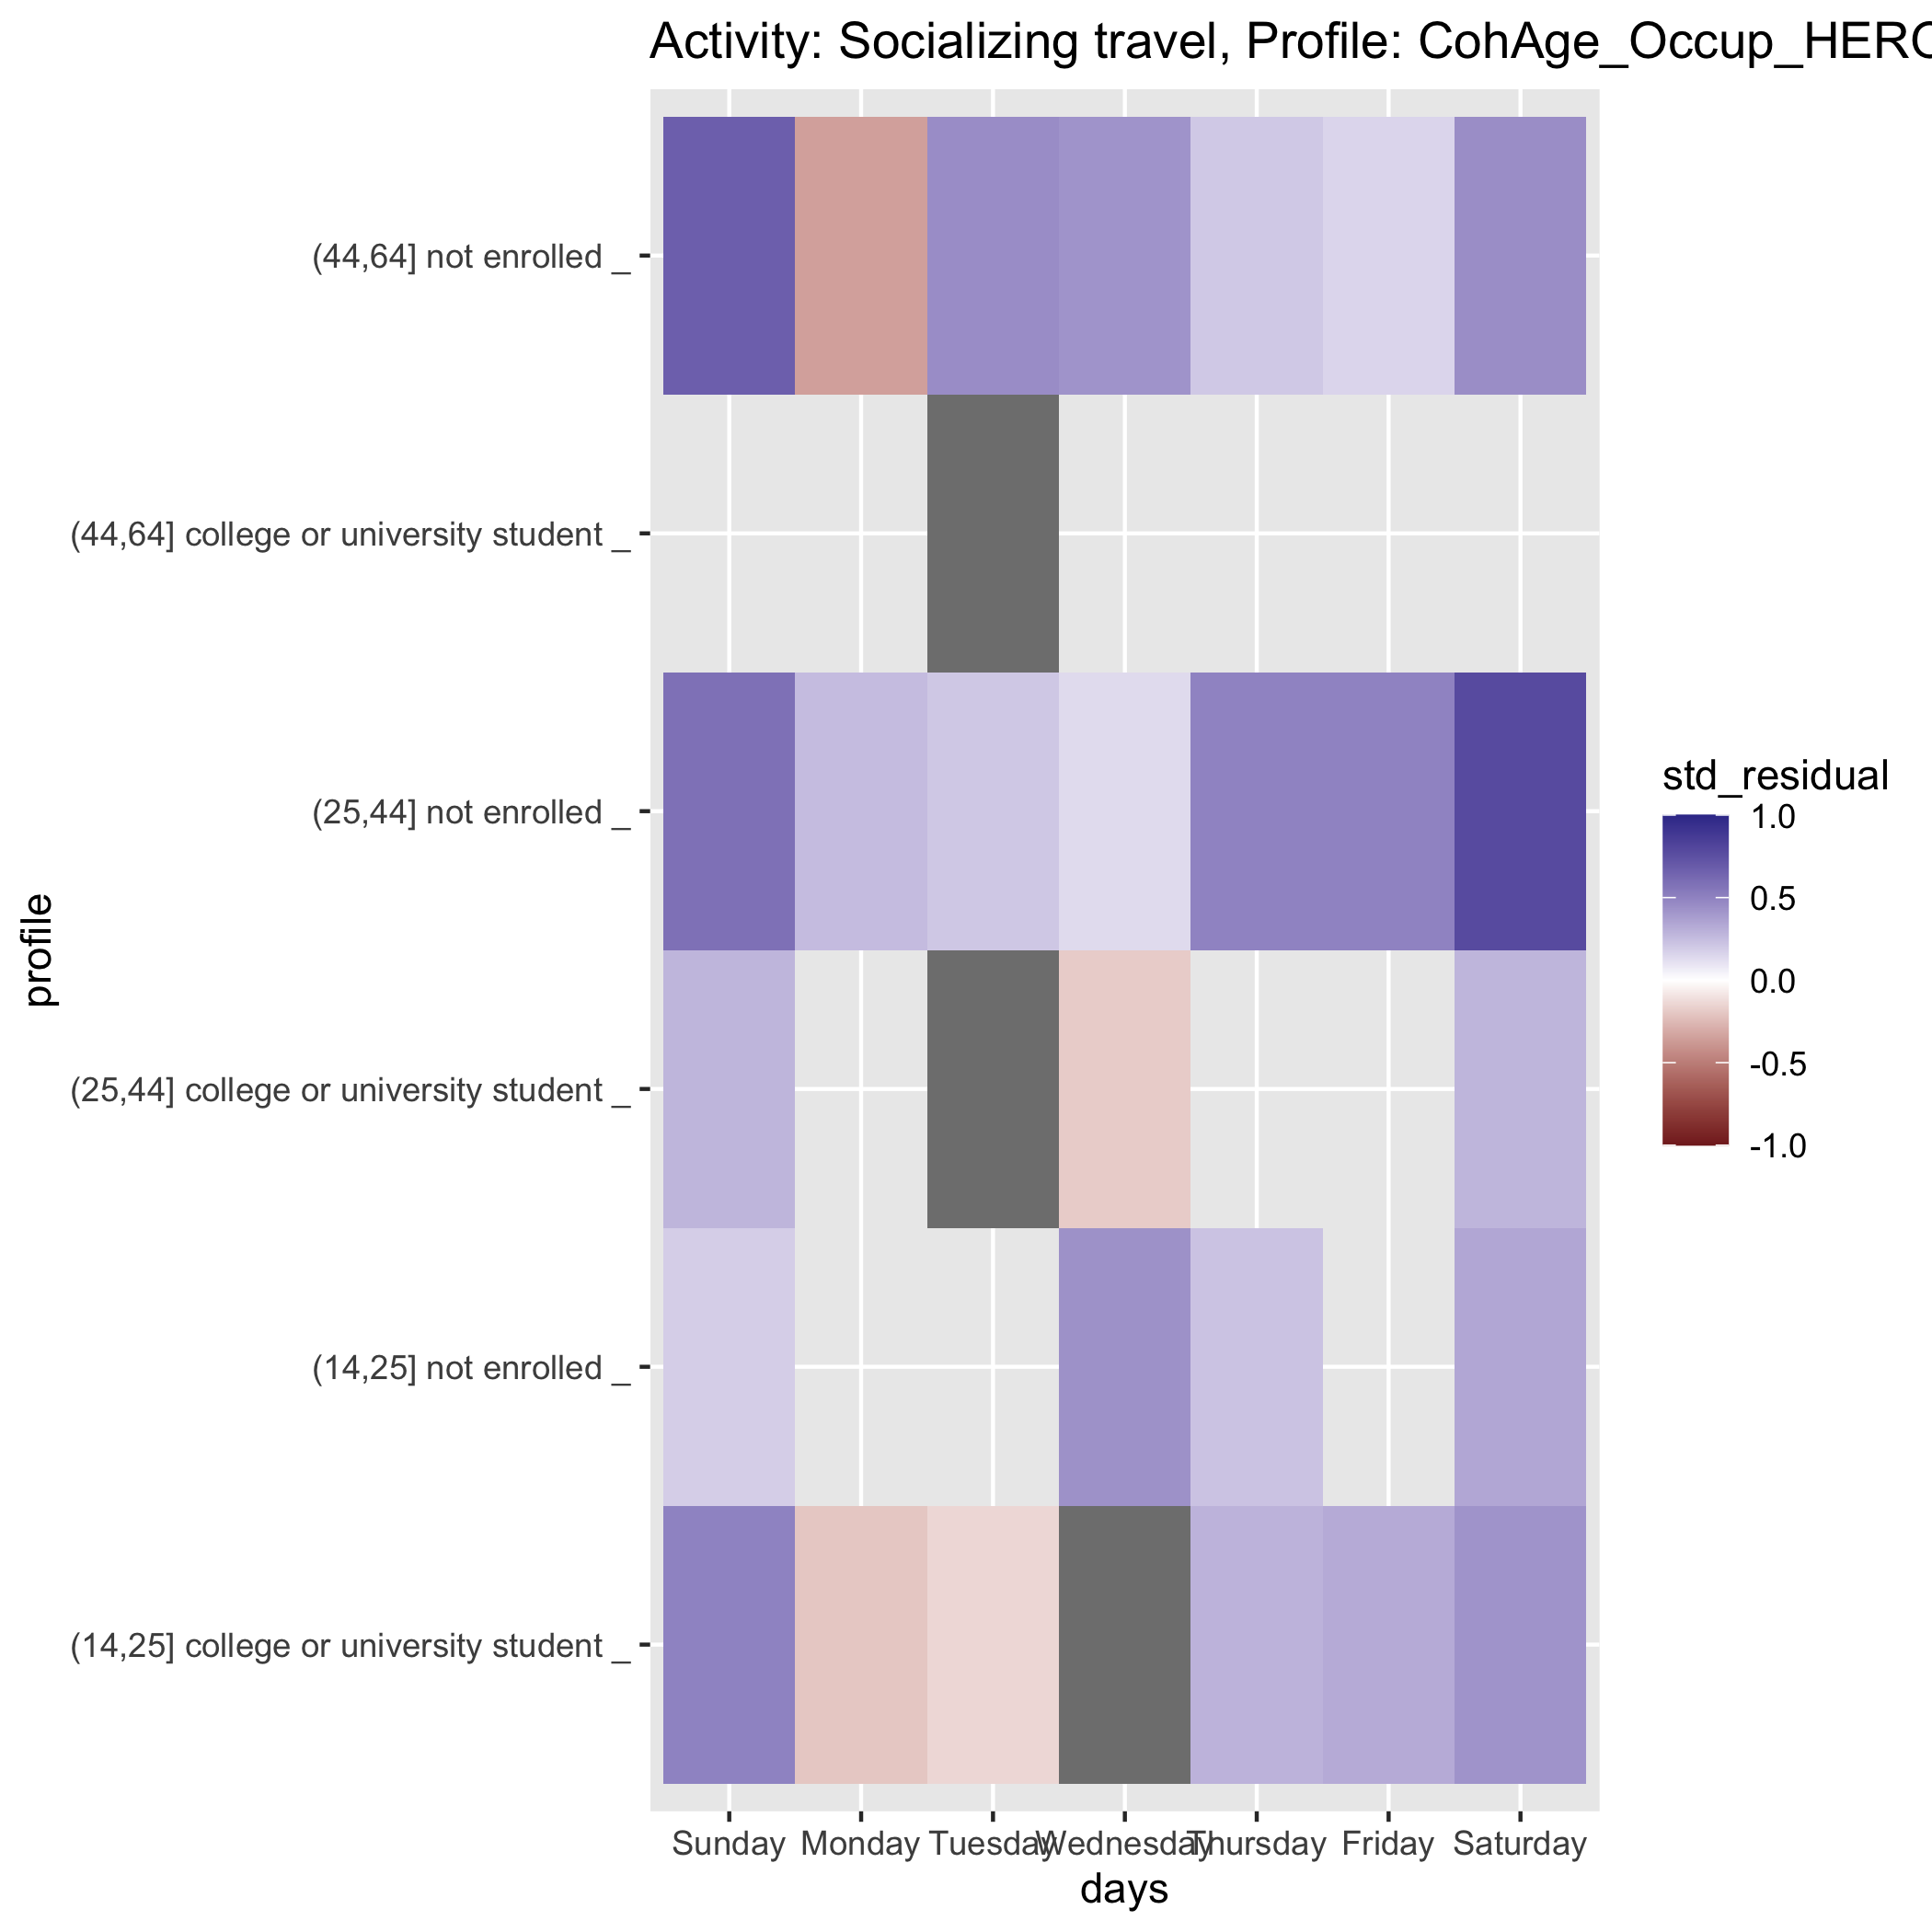 Activity: Socializing travel, Profile: CohAge_Occup_HERO
profile
(44,64] not enrolled _
(44,64] college or university student _
(25,44] not enrolled _
(25,44] college or university student _
(14,25] not enrolled _
(14,25] college or university student _
Sunday Monday Tuesday Wednesday Thursday Friday Saturday
days
std_residual
1.0
0.5
0.0
-0.5
-1.0